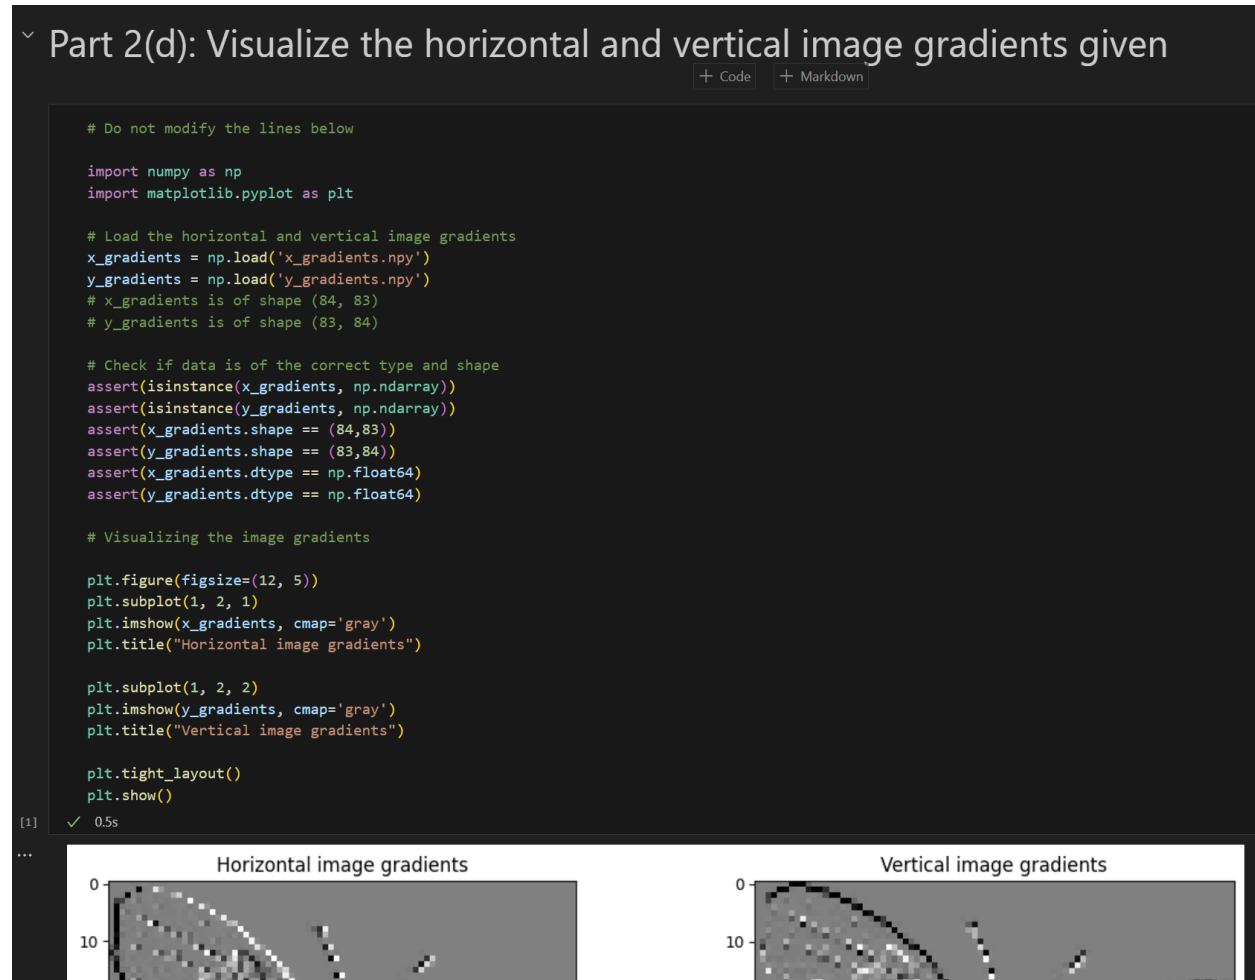 Part 2(d): Visualize the horizontal and vertical image gradients given
+ Code + Markdown
# Do not modify the lines below
import numpy as np
import matplotlib.pyplot as plt
# Load the horizontal and vertical image gradients
x_gradients = np.load('x_gradients.npy')
y_gradients = np.load('y_gradients.npy')
# x_gradients is of shape (84, 83)
# y_gradients is of shape (83, 84)
# Check if data is of the correct type and shape
assert(isinstance(x_gradients, np.ndarray))
assert(isinstance(y_gradients, np.ndarray))
assert(x_gradients.shape == (84,83))
assert(y_gradients.shape == (83,84))
assert(x_gradients.dtype == np.float64)
assert(y_gradients.dtype == np.float64)
# Visualizing the image gradients
plt.figure(figsize=(12, 5))
plt.subplot(1, 2, 1)
plt.imshow(x_gradients, cmap='gray')
plt.title("Horizontal image gradients")
plt.subplot(1, 2, 2)
plt.imshow(y_gradients, cmap='gray')
plt.title("Vertical image gradients")
plt.tight_layout()
plt.show()
[1] ✓ 0.5s
...
Horizontal image gradients Vertical image gradients
0 0
10 10